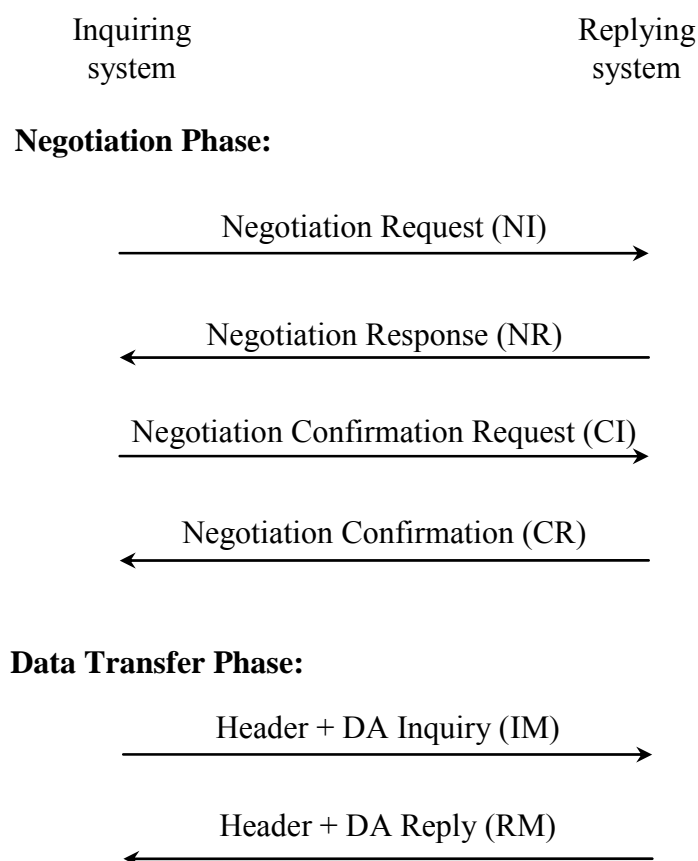 Inquiring
system
Replying
system
Negotiation Phase:
Negotiation Request (NI)
Negotiation Response (NR)
Negotiation Confirmation Request (CI)
Negotiation Confirmation (CR)
Data Transfer Phase:
Header + DA Inquiry (IM)
Header + DA Reply (RM)